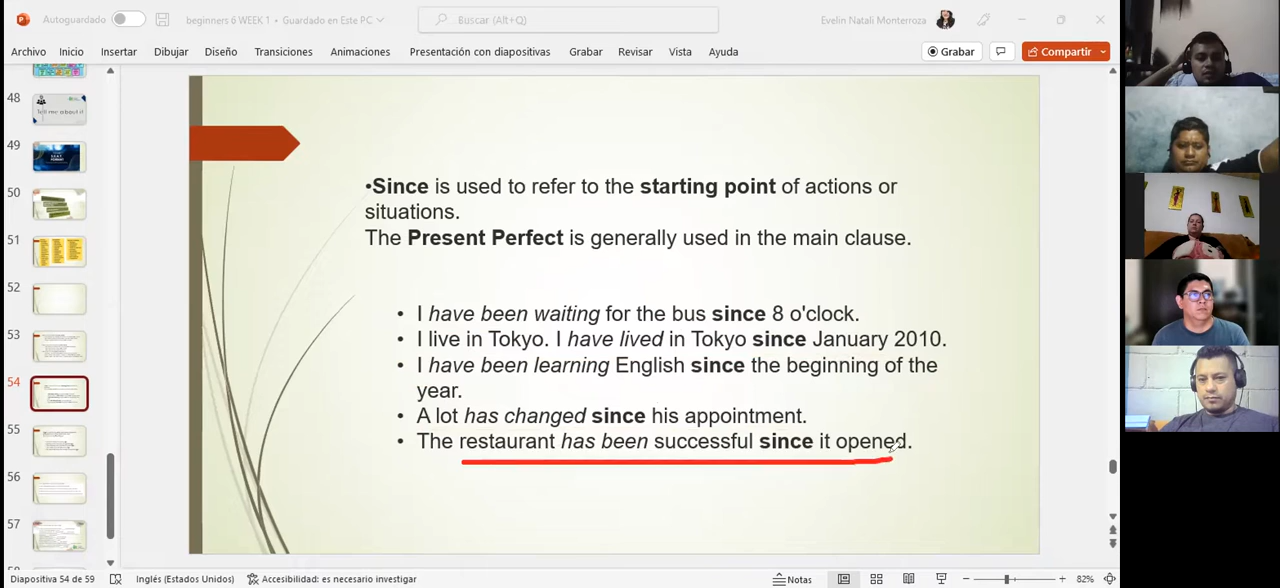 Autoguardado
beginners 6 WEEK 1 • Guardado en Este PC
Buscar (Alt+Q)
Evelin Natali Monterroza
Archivo Inicio Insertar Dibujar Diseño Transiciones Animaciones Presentación con diapositivas Grabar Revisar Vista Ayuda
Grabar
Compartir
48
Tell me about it
49
50
51
52
53
54
55
56
57
•Since is used to refer to the starting point of actions or
situations.
The Present Perfect is generally used in the main clause.
• I have been waiting for the bus since 8 o'clock.
• I live in Tokyo. I have lived in Tokyo since January 2010.
• I have been learning English since the beginning of the
year.
• A lot has changed since his appointment.
• The restaurant has been successful since it opened.
Diapositiva 54 de 59
Inglés (Estados Unidos)
Accesibilidad: es necesario investigar
Notas
82%